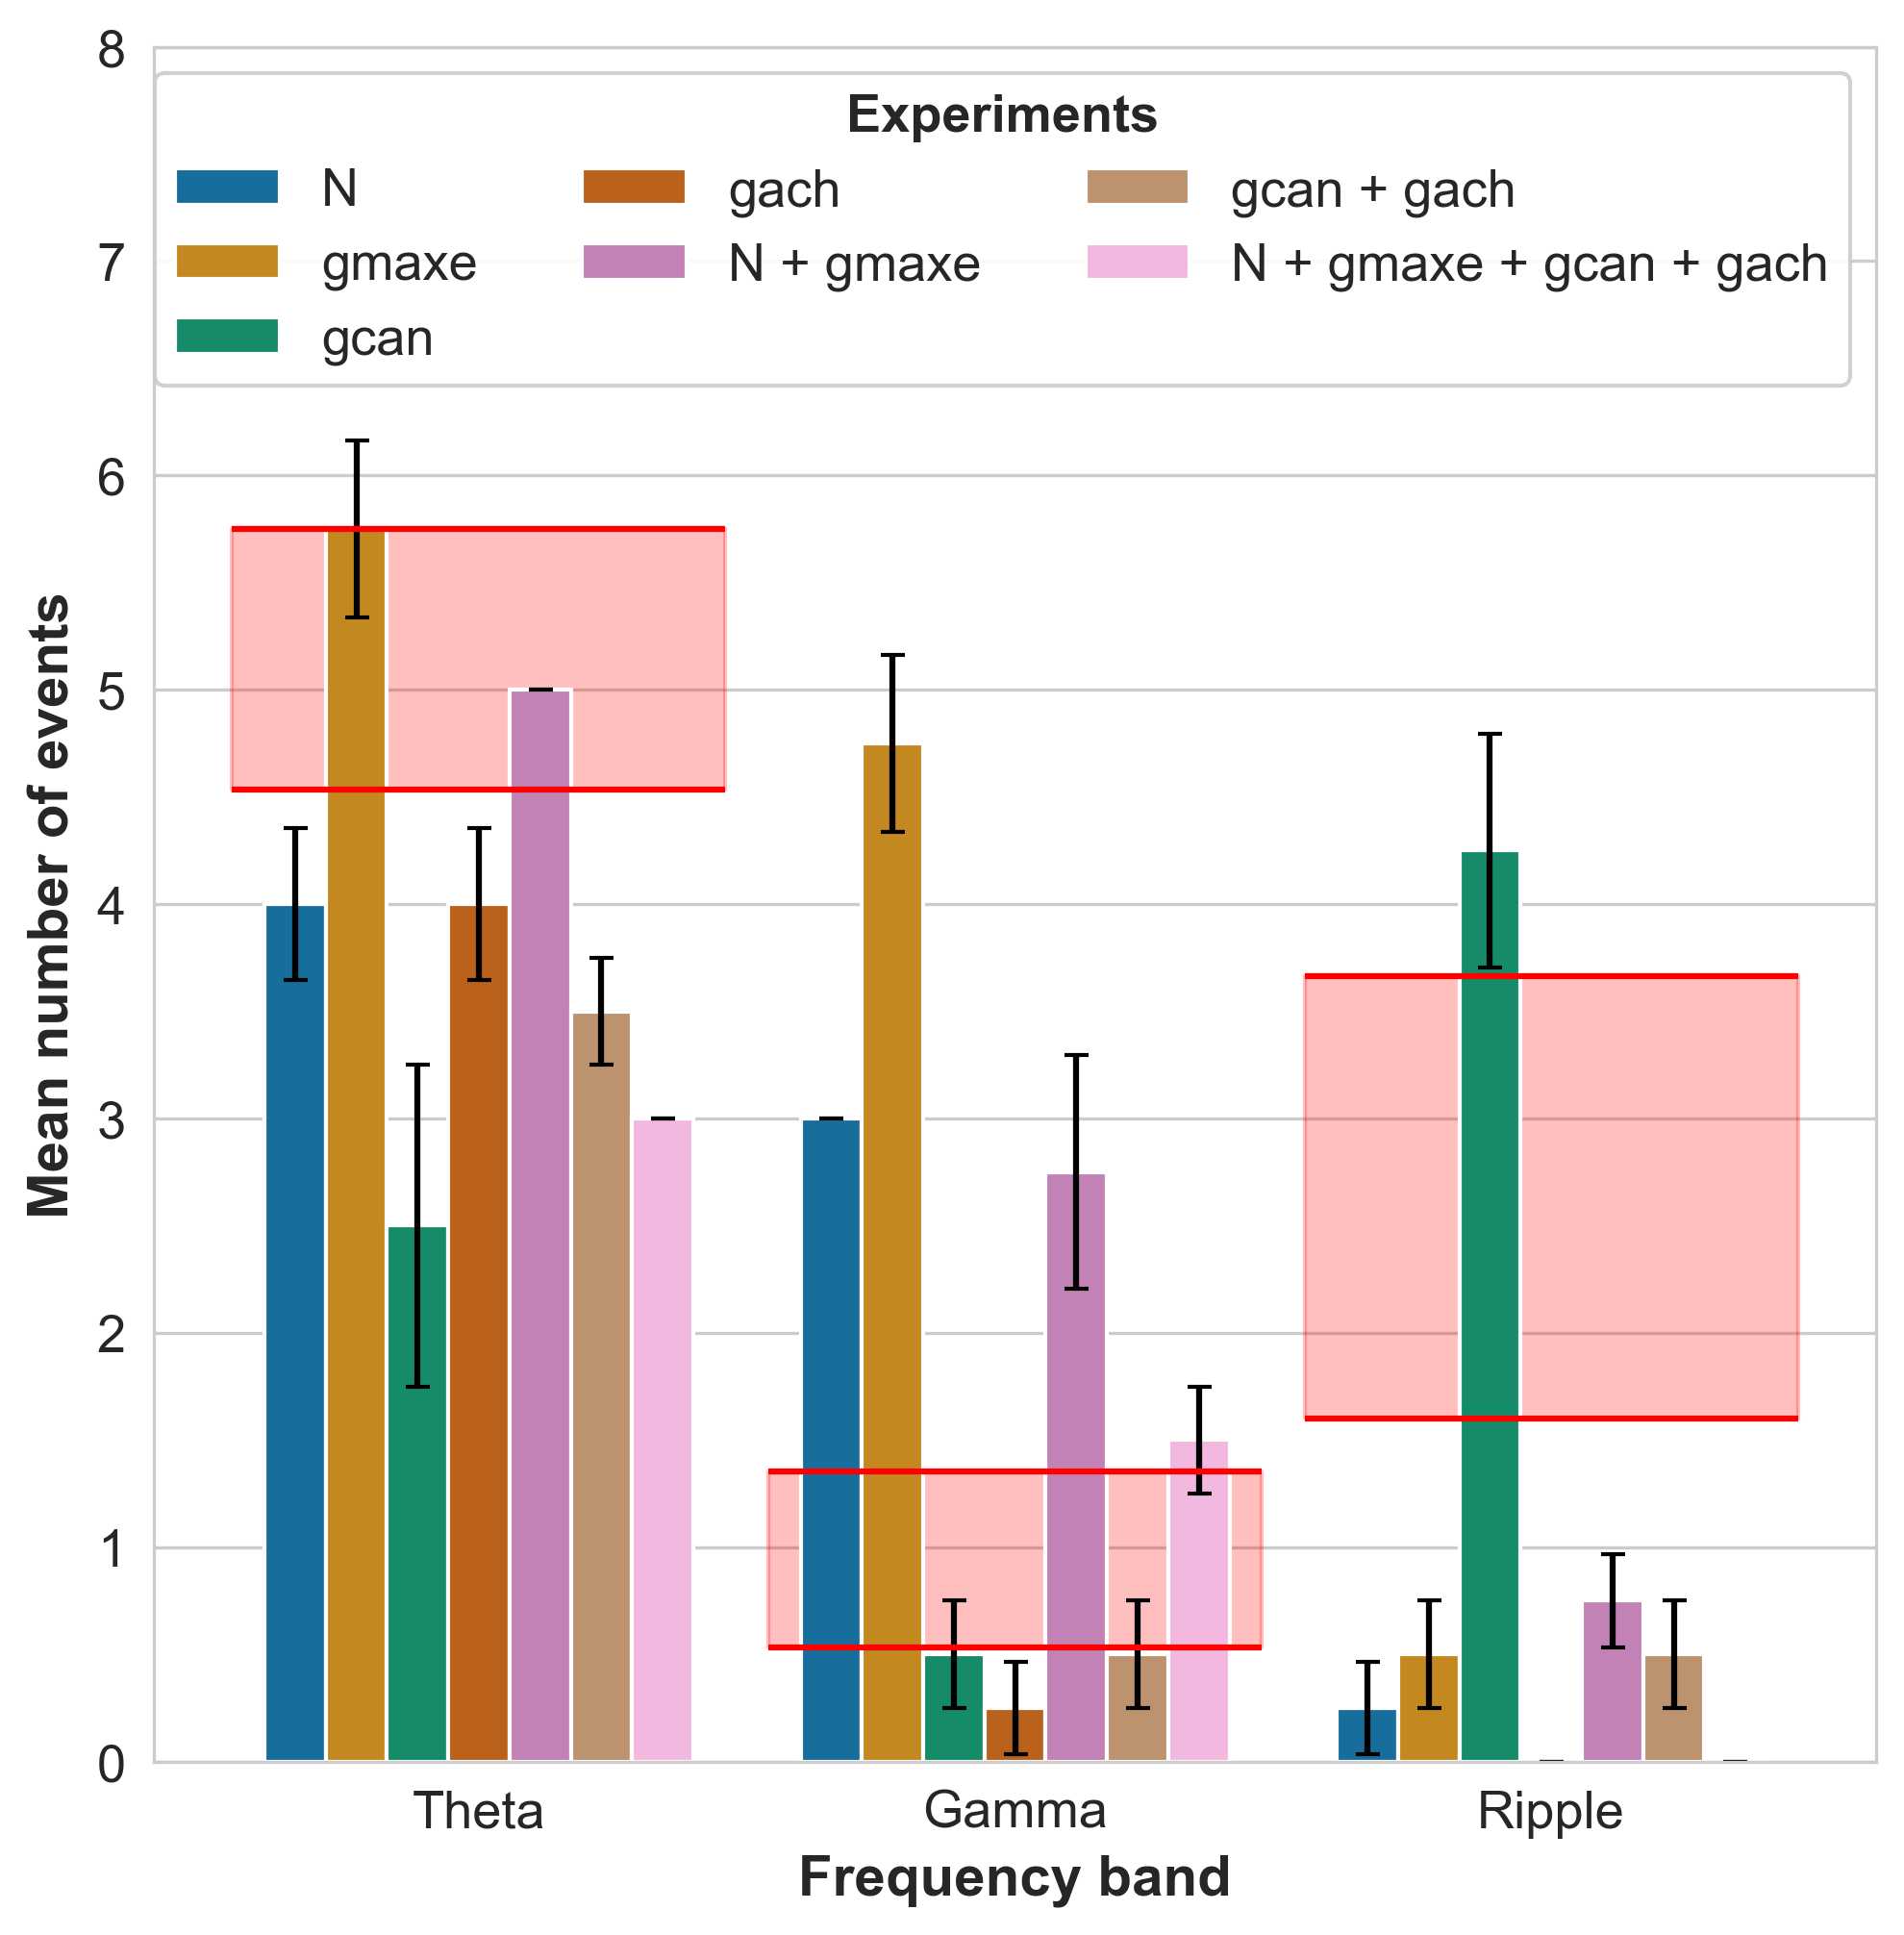 Experiments
N
gmaxe
gcan
gach
N + gmaxe
gcan + gach
N + gmaxe + gcan + gach
Mean number of events
8
7
6
5
4
3
2
1
0
Theta Gamma Ripple
Frequency band